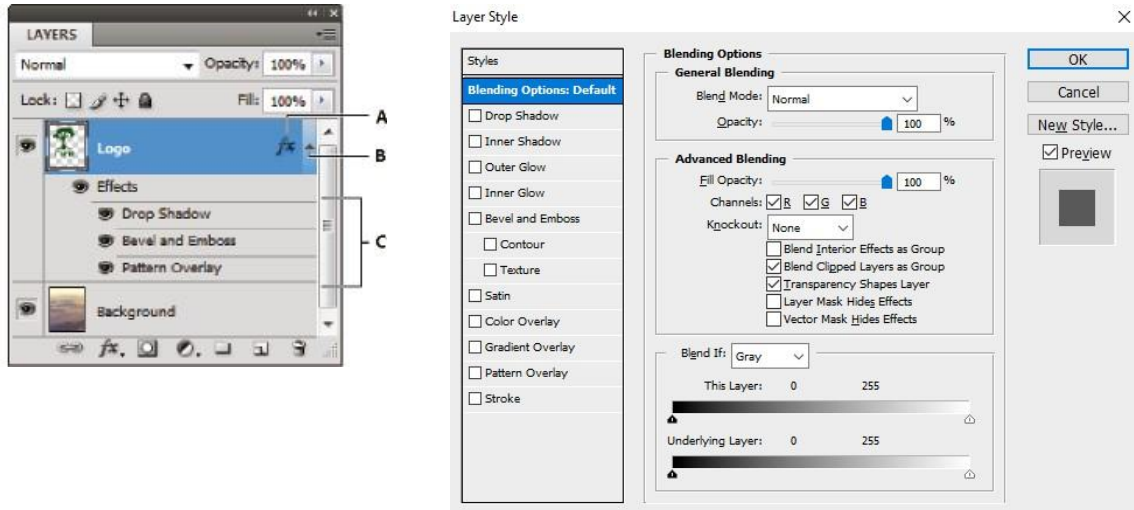 LAYERS
Normal Opacity: 100%
Lock: Fill: 100%
Logo fx
Effects
Drop Shadow
Bevel and Emboss
Pattern Overlay
Background
fx.
A
B
C
Layer Style
Styles
Blending Options: Default
Drop Shadow
Inner Shadow
Outer Glow
Inner Glow
Bevel and Emboss
Contour
Texture
Satin
Color Overlay
Gradient Overlay
Pattern Overlay
Stroke
Blending Options
General Blending
Blend Mode: Normal
Opacity: 100 %
Advanced Blending
Fill Opacity: 100 %
Channels: R G B
Knockout: None
Blend Interior Effects as Group
Blend Clipped Layers as Group
Transparency Shapes Layer
Layer Mask Hides Effects
Vector Mask Hides Effects
Blend If: Gray
This Layer: 0 255
Underlying Layer: 0 255
OK
Cancel
New Style...
Preview